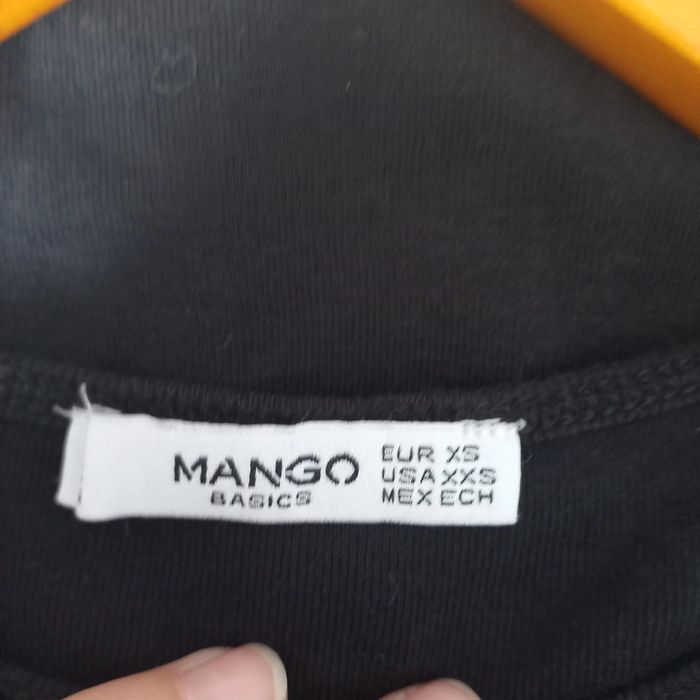 MANGO
BASICS
EUR XS
USA XXS
MEX ECH